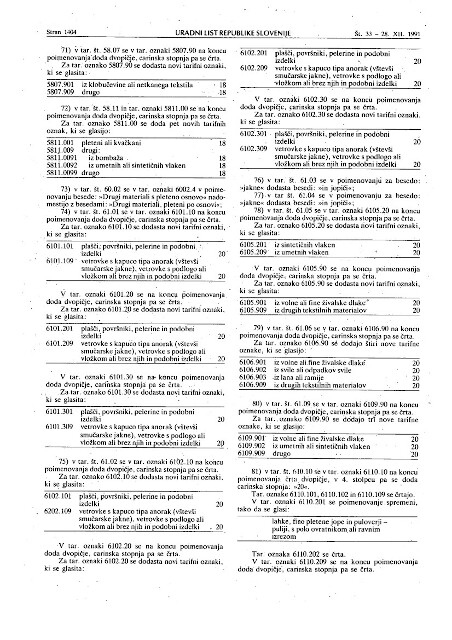 Stran 1404
URADNI LIST REPUBLIKE SLOVENIJE
Št. 33 – 28. XII. 1991
71) v tar. št. 58.07 se v tar. oznaki 5807.90 na koncu
poimenovanja doda dvopičje, carinska stopnja pa se črta.
Za tar. oznako 5807.90 se dodasta novi tarifni oznaki,
ki se glasita:
5807.901 iz klobučevine ali netkanega tekstila 18
5807.909 drugo 18
72) v tar. št. 58.11 in tar. oznaki 5811.00 se na koncu
poimenovanja doda dvopičje, carinska stopnja pa se črta.
Za tar. oznako 5811.00 se doda pet novih tarifnih
oznak, ki se glasijo:
5811.001 pleteni ali kvačkani 18
5811.009 drugi:
5811.0091 iz bombaža 18
5811.0092 iz umetnih ali sintetičnih vlaken 18
5811.0099 drugo 18
73) v tar. št. 60.02 se v tar. oznaki 6002.4 v poime-
novanju besede: »Drugi materiali s pleteno osnovo« nado-
mestijo z besedami: »Drugi materiali, pleteni po osnovi«;
74) v tar. št. 61.01 se v tar. oznaki 6101.10 na koncu
poimenovanja doda dvopičje, carinska stopnja pa se črta.
Za tar. oznako 6101.10 se dodasta novi tarifni oznaki,
ki se glasita:
6101.101 plašči, površniki, pelerine in podobni
izdelki 20
6101.109 vetrovke s kapuco tipa anorak (vštevši
smučarske jakne), vetrovke s podlogo ali
vložkom ali brez njih in podobni izdelki 20
V tar. oznaki 6101.20 se na koncu poimenovanja
doda dvopičje, carinska stopnja pa se črta.
Za tar. oznako 6101.20 se dodasta novi tarifni oznaki,
ki se glasita:
6101.201 plašči, površniki, pelerine in podobni
izdelki 20
6101.209 vetrovke s kapuco tipa anorak (vštevši
smučarske jakne), vetrovke s podlogo ali
vložkom ali brez njih in podobni izdelki 20
V tar. oznaki 6101.30 se na koncu poimenovanja
doda dvopičje, carinska stopnja pa se črta.
Za tar. oznako 6101.30 se dodasta novi tarifni oznaki,
ki se glasita:
6101.301 plašči, površniki, pelerine in podobni
izdelki 20
6101.309 vetrovke s kapuco tipa anorak (vštevši
smučarske jakne), vetrovke s podlogo ali
vložkom ali brez njih in podobni izdelki 20
75) v tar. št. 61.02 se v tar. oznaki 6102.10 na koncu
poimenovanja doda dvopičje, carinska stopnja pa se črta.
Za tar. oznako 6102.10 se dodasta novi tarifni oznaki,
ki se glasita:
6102.101 plašči, površniki, pelerine in podobni
izdelki 20
6102.109 vetrovke s kapuco tipa anorak (vštevši
smučarske jakne), vetrovke s podlogo ali
vložkom ali brez njih in podobni izdelki 20
V tar. oznaki 6102.20 se na koncu poimenovanja
doda dvopičje, carinska stopnja pa se črta.
Za tar. oznako 6102.20 se dodasta novi tarifni oznaki,
ki se glasita:
6102.201 plašči, površniki, pelerine in podobni
izdelki 20
6102.209 vetrovke s kapuco tipa anorak (vštevši
smučarske jakne), vetrovke s podlogo ali
vložkom ali brez njih in podobni izdelki 20
V tar. oznaki 6102.30 se na koncu poimenovanja
doda dvopičje, carinska stopnja pa se črta.
Za tar. oznako 6102.30 se dodasta novi tarifni oznaki,
ki se glasita:
6102.301 plašči, površniki, pelerine in podobni
izdelki 20
6102.309 vetrovke s kapuco tipa anorak (vštevši
smučarske jakne), vetrovke s podlogo ali
vložkom ali brez njih in podobni izdelki 20
76) v tar. št. 61.03 se v poimenovanju za besedo:
»jakne« dodasta besedi: »in jopiči«;
77) v tar. št. 61.04 se v poimenovanju za besedo:
»jakne« dodasta besedi: »in jopiči«;
78) v tar. št. 61.05 se v tar. oznaki 6105.20 na koncu
poimenovanja doda dvopičje, carinska stopnja pa se črta.
Za tar. oznako 6105.20 se dodasta novi tarifni oznaki,
ki se glasita:
6105.201 iz sintetičnih vlaken 20
6105.209 iz umetnih vlaken 20
V tar. oznaki 6105.90 se na koncu poimenovanja
doda dvopičje, carinska stopnja pa se črta.
Za tar. oznako 6105.90 se dodasta novi tarifni oznaki,
ki se glasita:
6105.901 iz volne ali fine živalske dlake 20
6105.909 iz drugih tekstilnih materialov 20
79) v tar. št. 61.06 se v tar. oznaki 6106.90 na koncu
poimenovanja doda dvopičje, carinska stopnja pa se črta.
Za tar. oznako 6106.90 se dodajo štiri nove tarifne
oznake, ki se glasijo:
6106.901 iz volne ali fine živalske dlake 20
6106.902 iz svile ali odpadkov svile 20
6106.903 iz lana ali ramije 20
6106.909 iz drugih tekstilnih materialov 20
80) v tar. št. 61.09 se v tar. oznaki 6109.90 na koncu
poimenovanja doda dvopičje, carinska stopnja pa se črta.
Za tar. oznako 6109.90 se dodajo tri nove tarifne
oznake, ki se glasijo:
6109.901 iz volne ali fine živalske dlake 20
6109.902 iz umetnih ali sintetičnih vlaken 20
6109.909 drugo 20
81) v tar. št. 61.10 se v tar. oznaki 6110.10 na koncu
poimenovanja črta dvopičje, v 4. stolpcu pa se doda
carinska stopnja: »20«.
Tar. oznake 6110.101, 6110.102 in 6110.109 se črtajo.
V tar. oznaki 6110.201 se poimenovanje spremeni,
tako da se glasi:
lahke, fino pletene jope in puloverji –
puliji, s polo ovratnikom ali ravnim
izrezom
Tar. oznaka 6110.202 se črta.
V tar. oznaki 6110.209 se na koncu poimenovanja
doda dvopičje, carinska stopnja pa se črta.